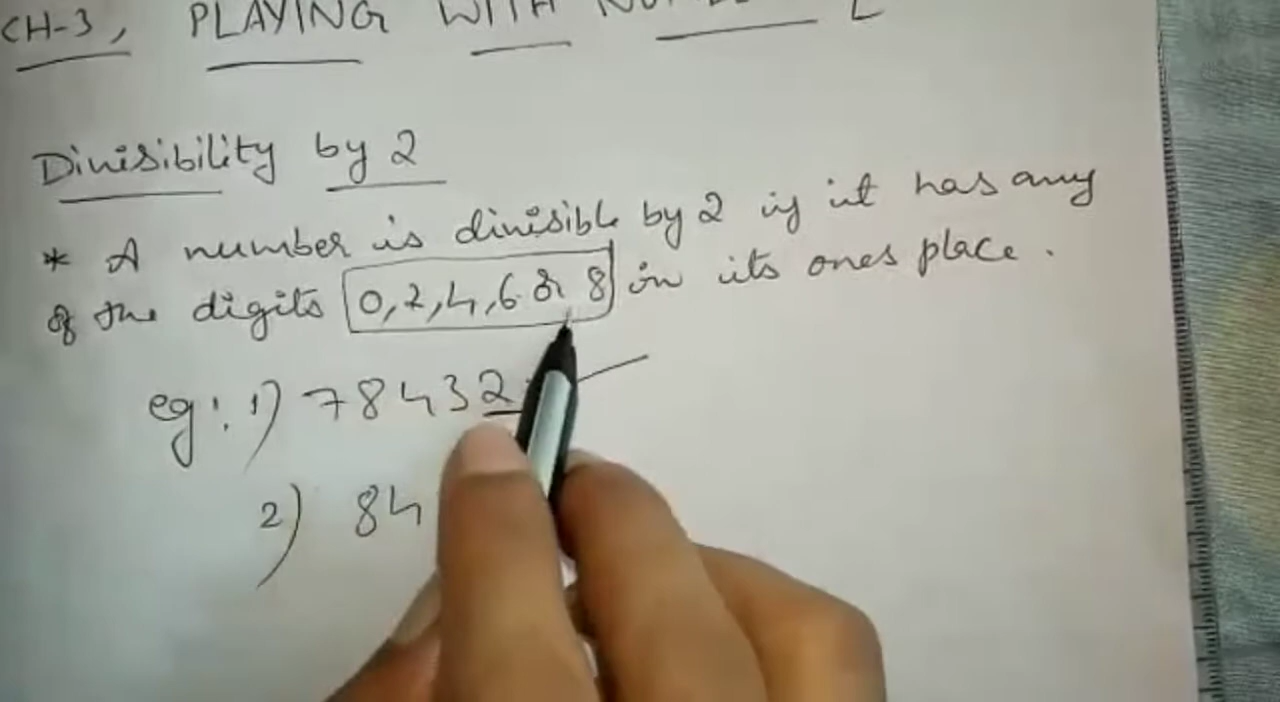 CH-3, PLAYING WITH
Divisibility by 2
* A number is divisible by 2 if it has any
of the digits 0, 2, 4, 6 or 8 in its ones place.
eg: 1) 78432
2) 84